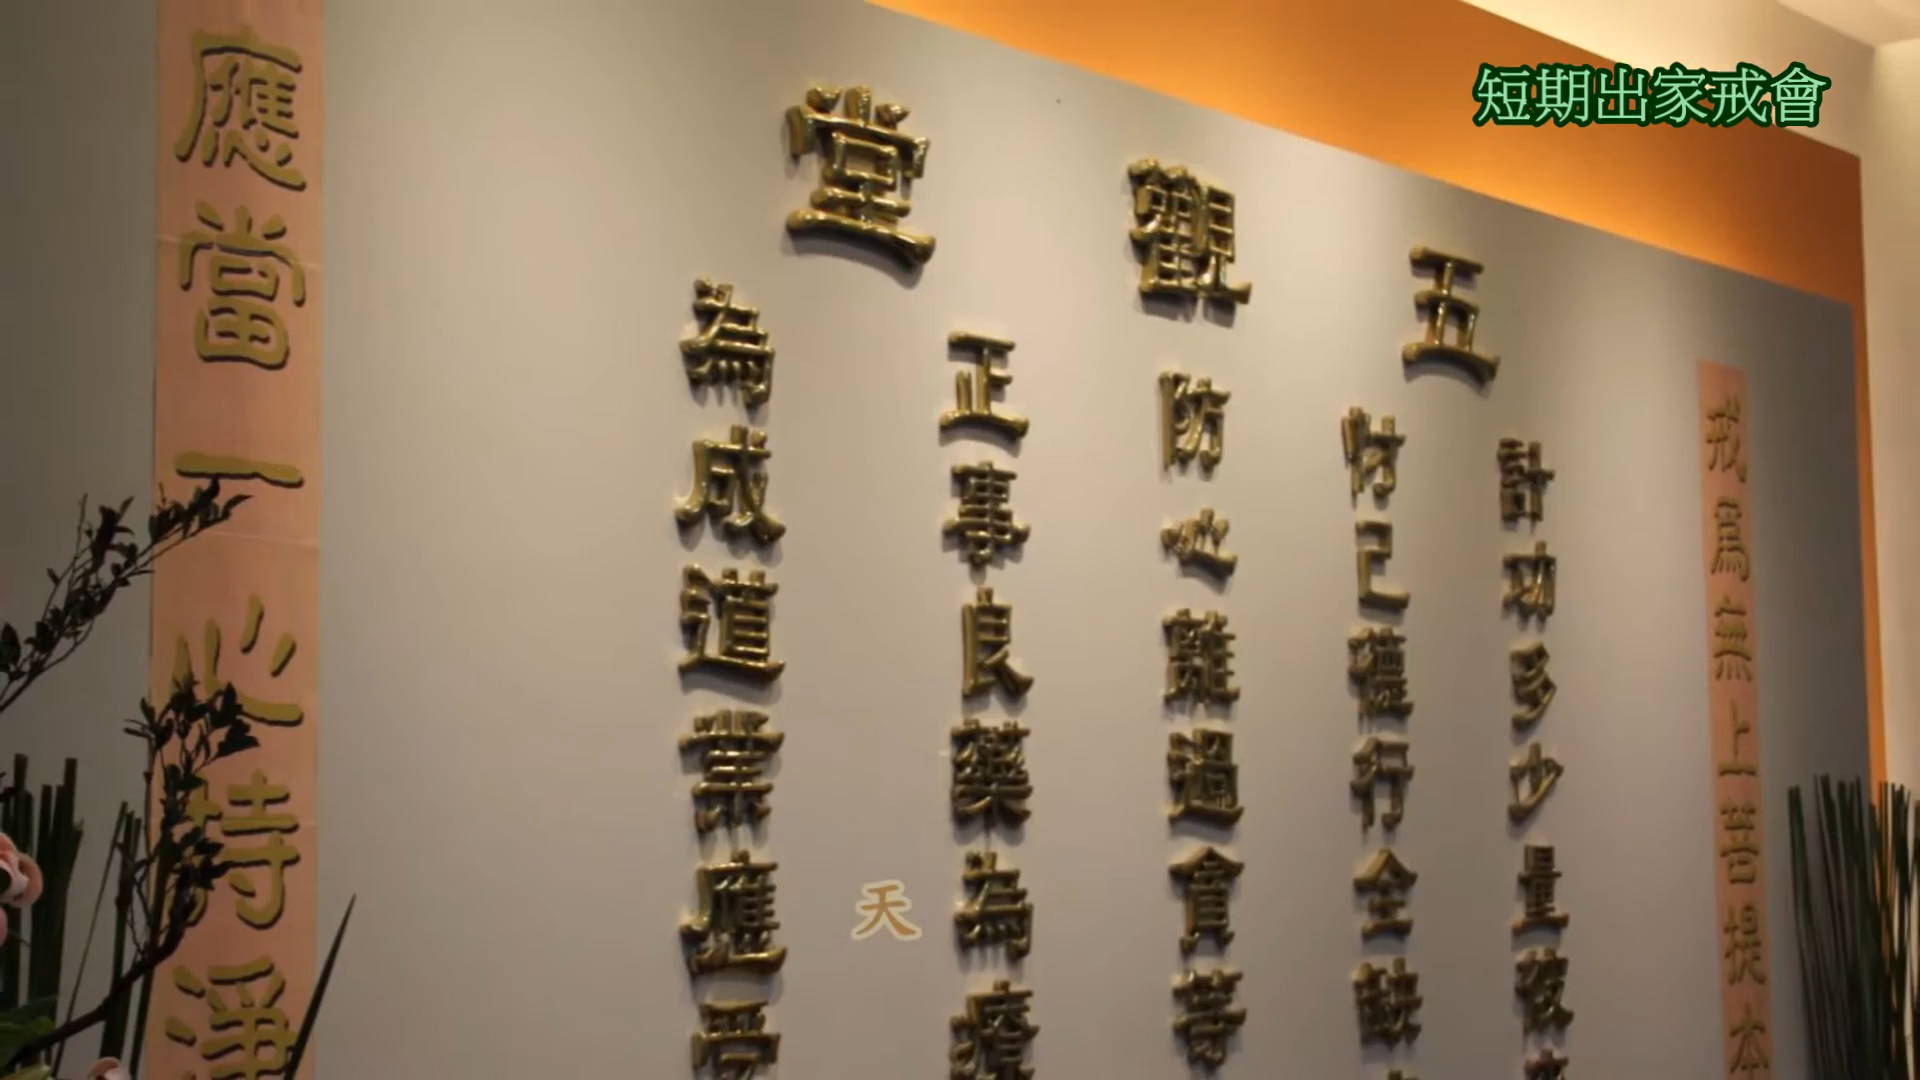 短期出家戒會
五觀堂
戒爲無上菩提本
計功多少量彼來
忖己德行全缺
防心離過貪等
正事良藥為療
為成道業應受
應當一心持淨
天